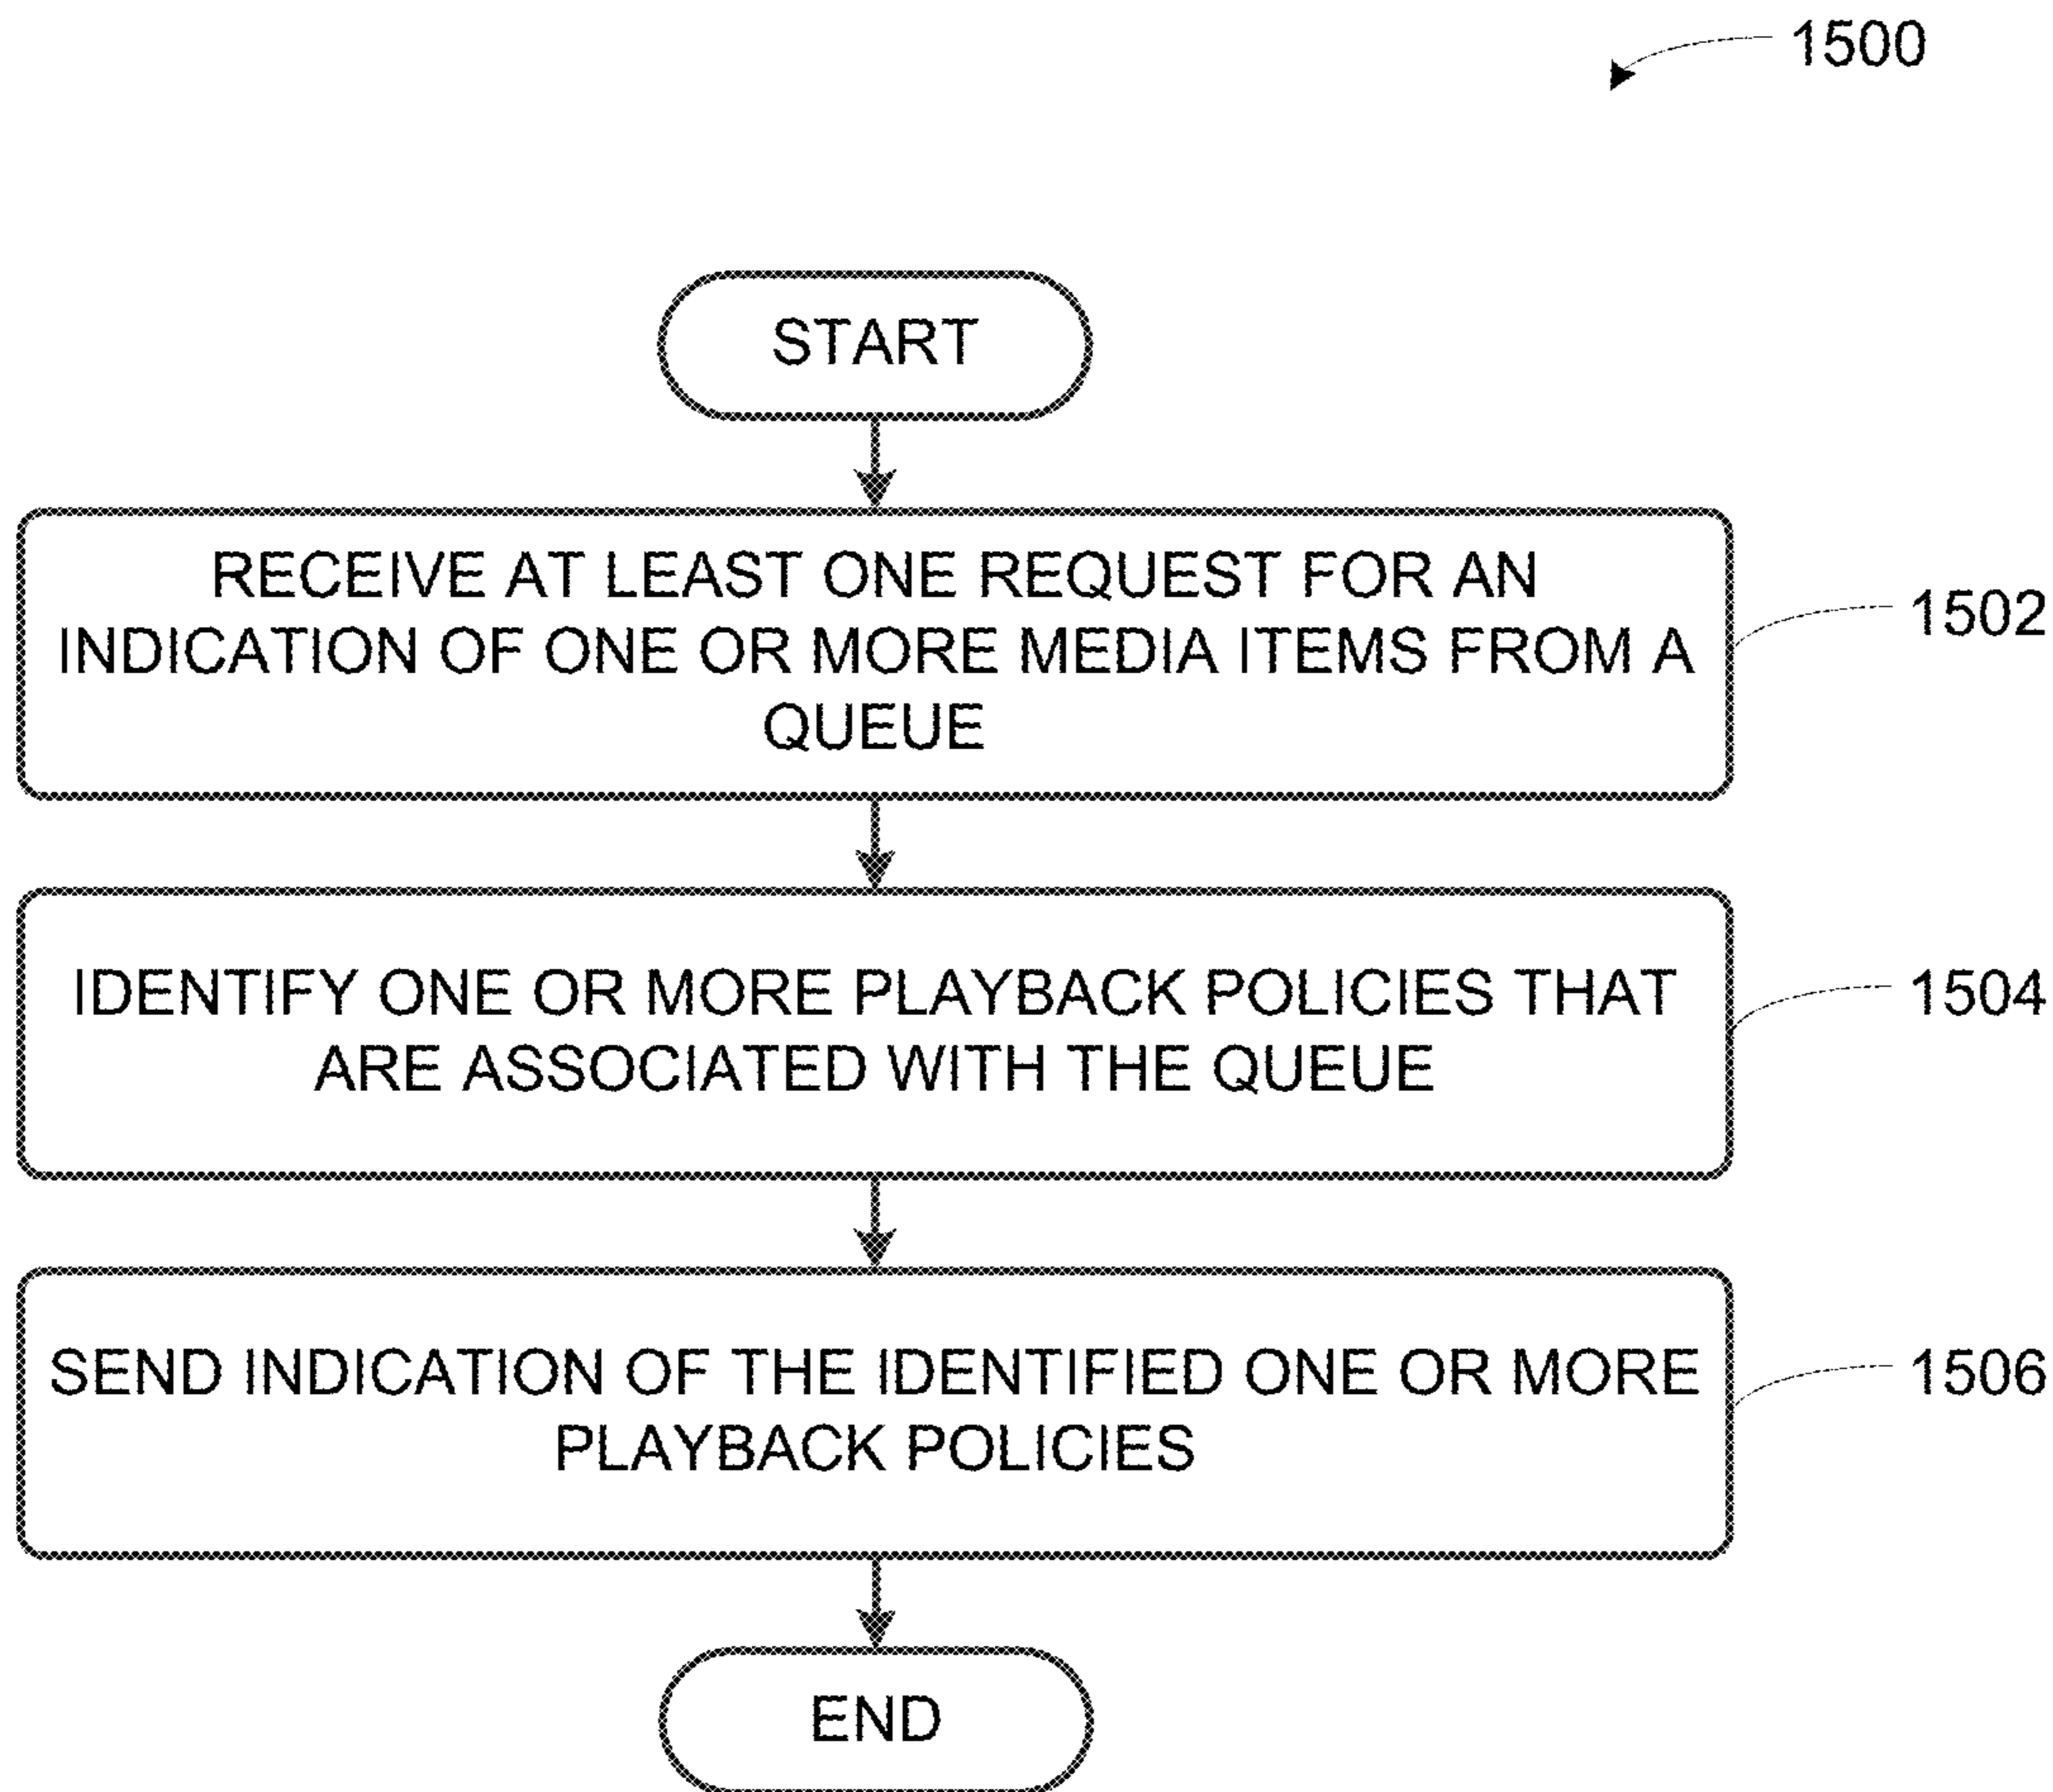 1500
START
RECEIVE AT LEAST ONE REQUEST FOR AN
INDICATION OF ONE OR MORE MEDIA ITEMS FROM A
QUEUE
1502
IDENTIFY ONE OR MORE PLAYBACK POLICIES THAT
ARE ASSOCIATED WITH THE QUEUE
1504
SEND INDICATION OF THE IDENTIFIED ONE OR MORE
PLAYBACK POLICIES
1506
END